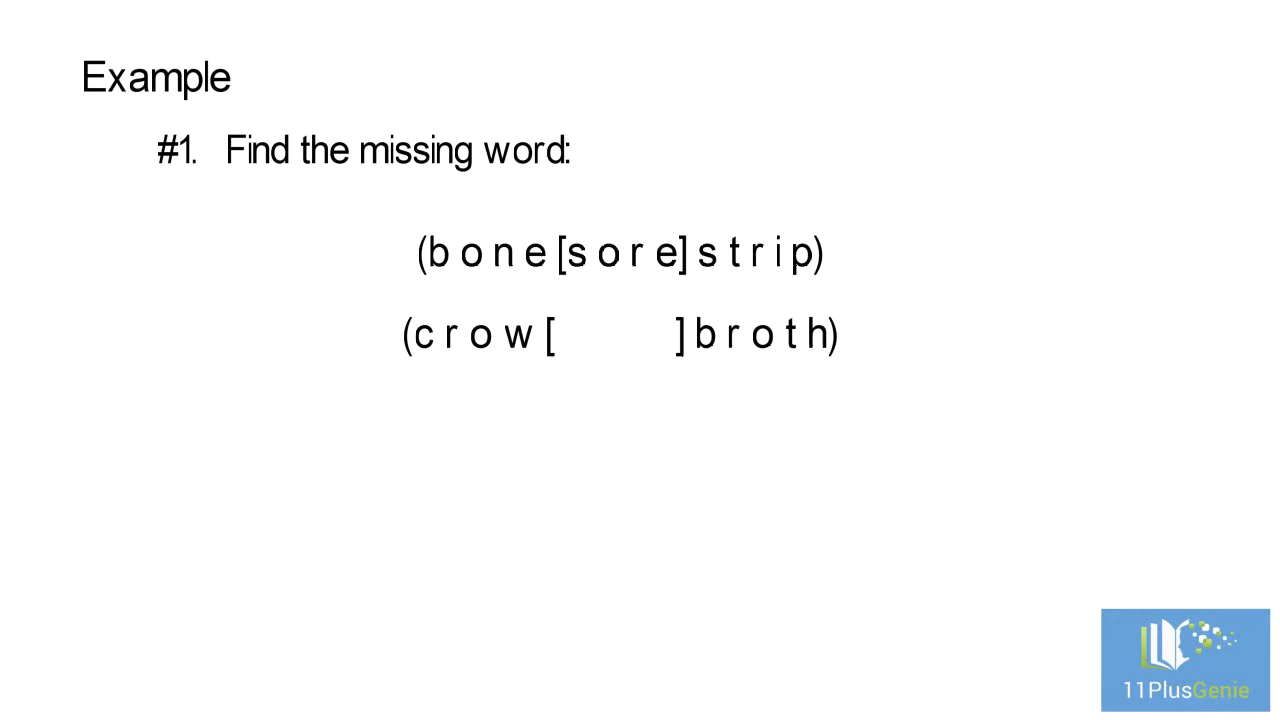 Example
#1. Find the missing word:
(b o n e [s o r e] s t r i p)
(c r o w [ ] b r o t h)
11PlusGenie